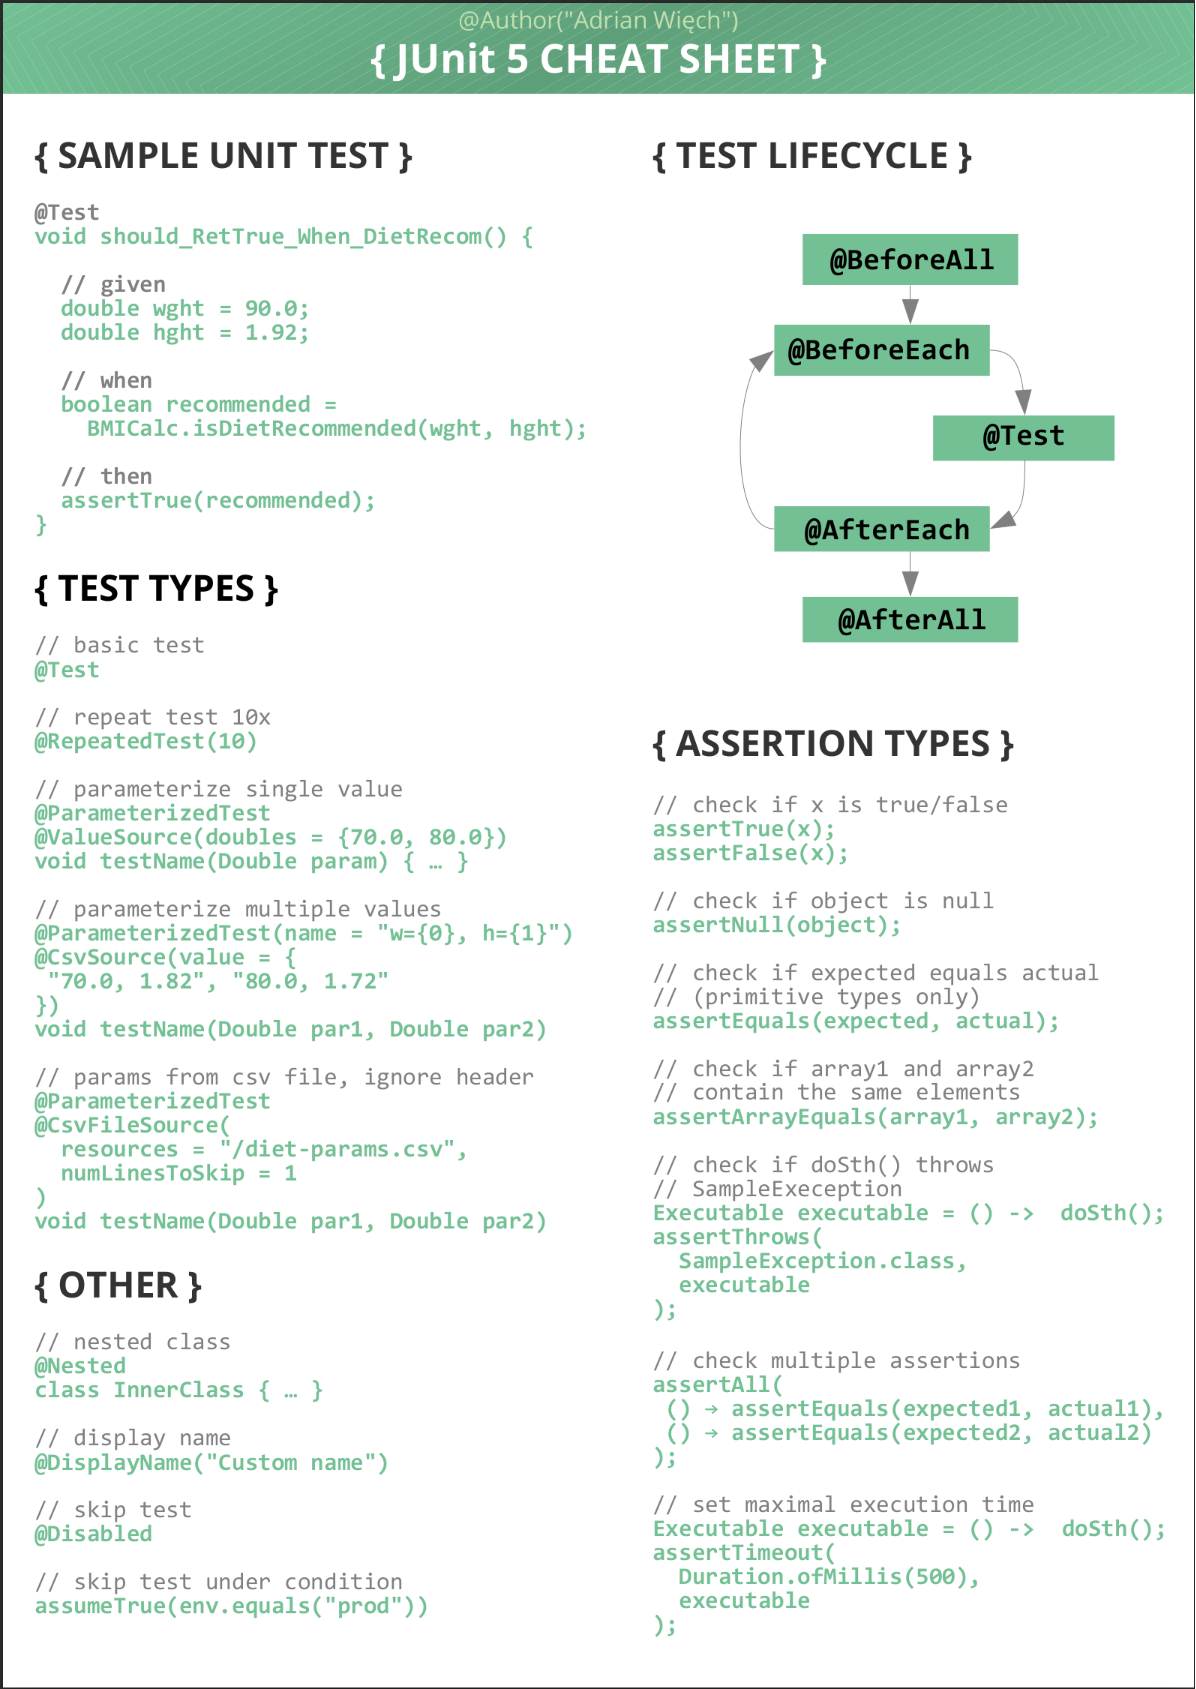 @Author("Adrian Więch")
{ JUnit 5 CHEAT SHEET }
{ SAMPLE UNIT TEST }
@Test
void should_RetTrue_When_DietRecom() {
// given
double wght = 90.0;
double hght = 1.92;
// when
boolean recommended =
BMICalc.isDietRecommended(wght, hght);
// then
assertTrue(recommended);
}
{ TEST TYPES }
// basic test
@Test
// repeat test 10x
@RepeatedTest(10)
// parameterize single value
@ParameterizedTest
@ValueSource(doubles = {70.0, 80.0})
void testName(Double param) { … }
// parameterize multiple values
@ParameterizedTest(name = "w={0}, h={1}")
@CsvSource(value = {
"70.0, 1.82", "80.0, 1.72"
})
void testName(Double par1, Double par2)
// params from csv file, ignore header
@ParameterizedTest
@CsvFileSource(
resources = "/diet-params.csv",
numLinesToSkip = 1
)
void testName(Double par1, Double par2)
{ OTHER }
// nested class
@Nested
class InnerClass { … }
// display name
@DisplayName("Custom name")
// skip test
@Disabled
// skip test under condition
assumeTrue(env.equals("prod"))
{ TEST LIFECYCLE }
@BeforeAll
@BeforeEach
@Test
@AfterEach
@AfterAll
{ ASSERTION TYPES }
// check if x is true/false
assertTrue(x);
assertFalse(x);
// check if object is null
assertNull(object);
// check if expected equals actual
// (primitive types only)
assertEquals(expected, actual);
// check if array1 and array2
// contain the same elements
assertArrayEquals(array1, array2);
// check if doSth() throws
// SampleExeception
Executable executable = () ->  doSth();
assertThrows(
SampleException.class,
executable
);
// check multiple assertions
assertAll(
() → assertEquals(expected1, actual1),
() → assertEquals(expected2, actual2)
);
// set maximal execution time
Executable executable = () ->  doSth();
assertTimeout(
Duration.ofMillis(500),
executable
);